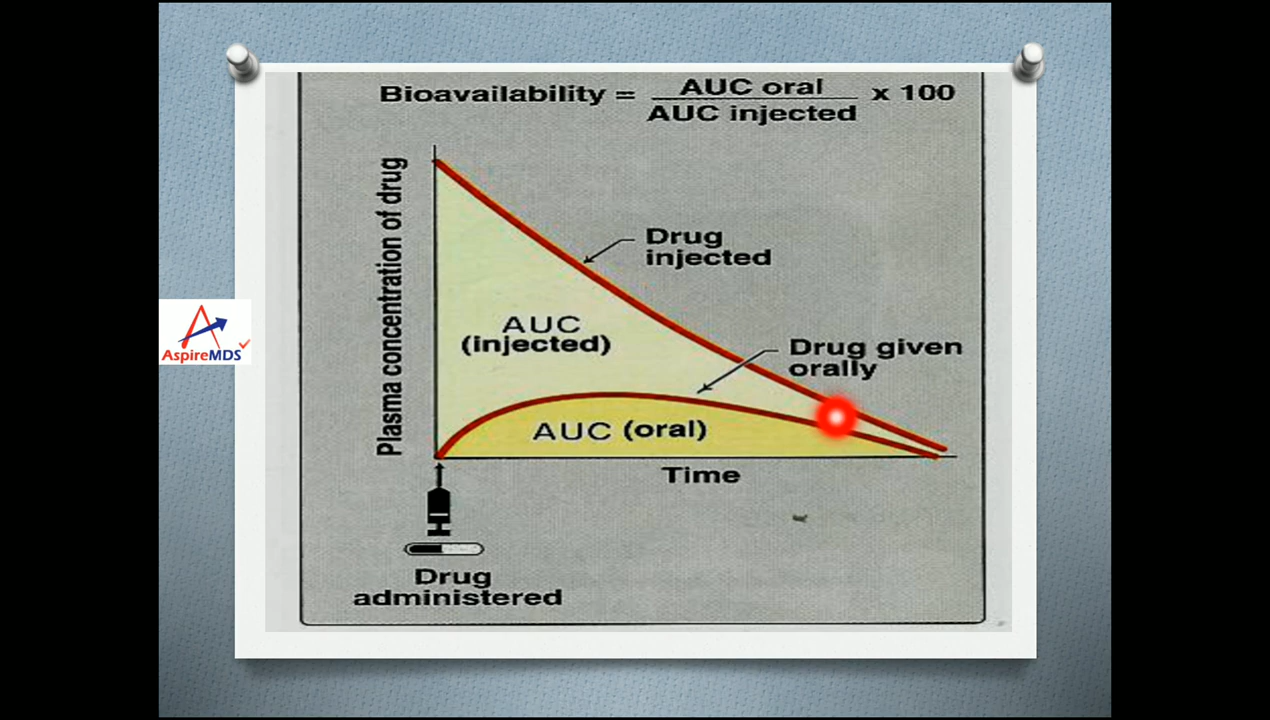 Bioavailability = AUC oral / AUC injected x 100
Plasma concentration of drug
Drug
injected
AUC
(injected)
Drug given
orally
AUC (oral)
Time
AspireMDS
Drug
administered